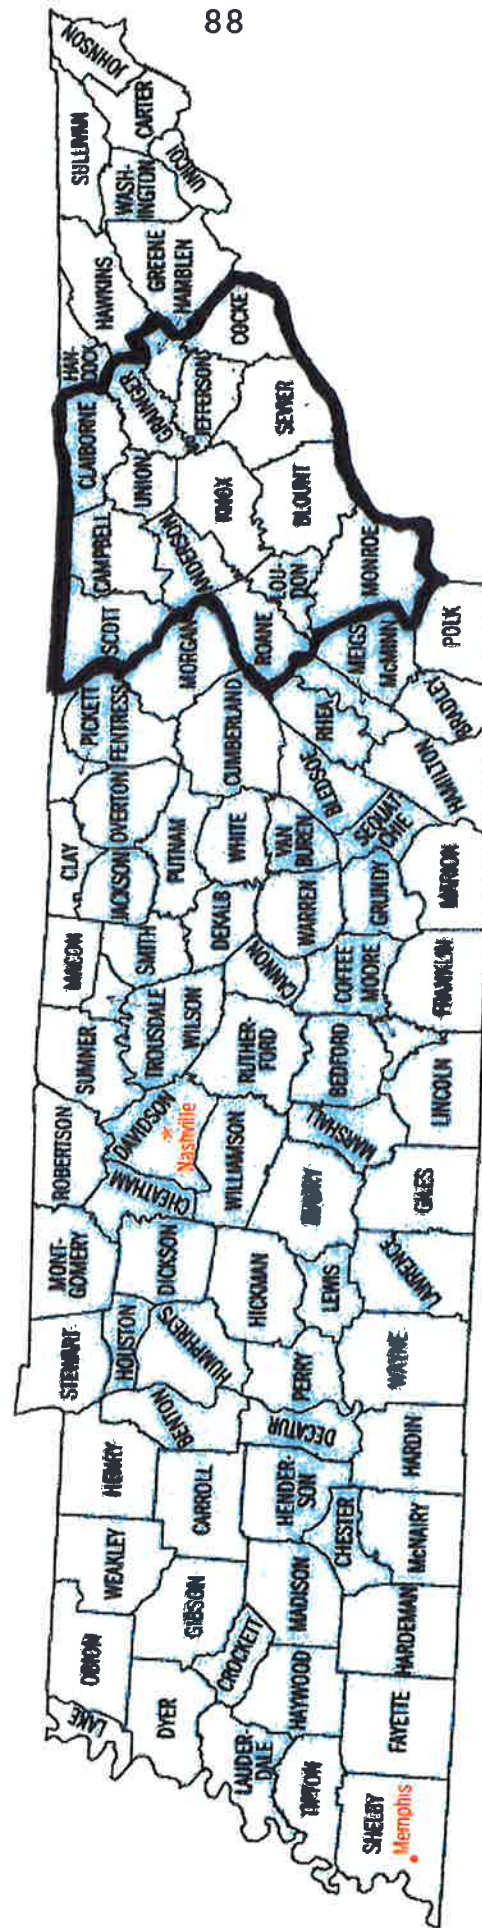 88
JOHNSON
SULLIVAN
CARTER
UNICOI
WASH-
INGTON
GREENE
HAWKINS
HAMBLEN
HAN-
COCK
COCKE
CLAIBORNE
GRAINGER
JEFFERSON
SEVIER
UNION
KNOX
BLOUNT
CAMPBELL
ANDERSON
LOU-
DON
MONROE
SCOTT
MORGAN
ROANE
MEIGS
McMINN
POLK
PICKETT
FENTRESS
CUMBERLAND
RHEA
BRADLEY
HAMILTON
BLEDSOE
SEQUAT-
CHIE
CLAY
OVERTON
JACKSON
PUTNAM
WHITE
VAN
BUREN
GRUNDY
MARION
MACON
SMITH
DEKALB
WARREN
CANNON
COFFEE
MOORE
FRANKLIN
SUMNER
TROUSDALE
WILSON
RUTHER-
FORD
BEDFORD
LINCOLN
ROBERTSON
DAVIDSON
Nashville
CHEATHAM
WILLIAMSON
MARSHALL
MAURY
GILES
MONT-
GOMERY
DICKSON
HICKMAN
LEWIS
LAWRENCE
STEWART
HOUSTON
HUMPHREYS
PERRY
WAYNE
HENRY
BENTON
DECATUR
HARDIN
CARROLL
HENDER-
SON
CHESTER
McNAIRY
WEAKLEY
GIBSON
MADISON
HARDEMAN
OBION
CROCKETT
HAYWOOD
FAYETTE
LAKE
DYER
LAUDER-
DALE
TIPTON
SHELBY
Memphis